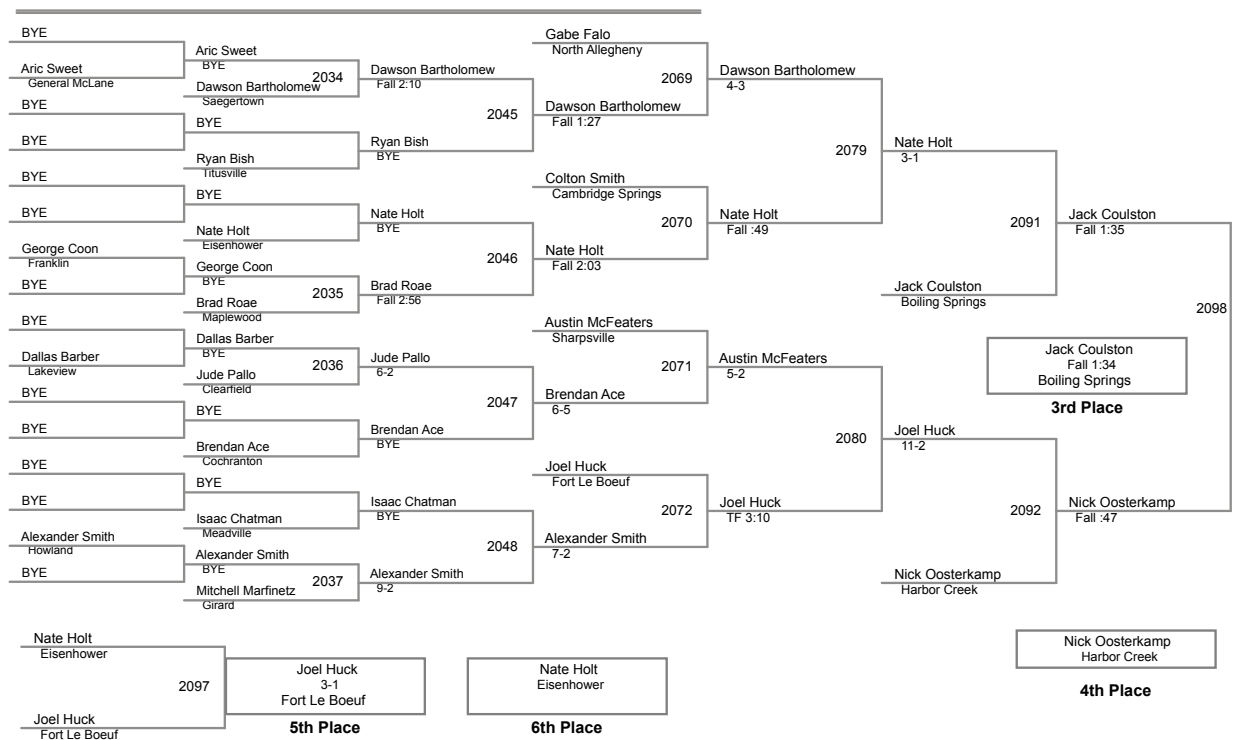 BYE
Aric Sweet
General McLane
BYE
BYE
BYE
BYE
George Coon
Franklin
BYE
BYE
Dallas Barber
Lakeview
BYE
BYE
BYE
BYE
Alexander Smith
Howland
BYE
Aric Sweet
BYE
2034
Dawson Bartholomew
Saegertown
BYE
Ryan Bish
Titusville
BYE
Nate Holt
Eisenhower
George Coon
BYE
2035
Brad Roae
Maplewood
Dallas Barber
BYE
2036
Jude Pallo
Clearfield
BYE
Brendan Ace
Cochranton
BYE
Isaac Chatman
Meadville
Alexander Smith
BYE
2037
Mitchell Marfinetz
Girard
Dawson Bartholomew
Fall 2:10
2045
Ryan Bish
BYE
Nate Holt
BYE
2046
Brad Roae
Fall 2:56
Jude Pallo
6-2
2047
Brendan Ace
BYE
Isaac Chatman
BYE
2048
Alexander Smith
9-2
Gabe Falo
North Allegheny
2069
Dawson Bartholomew
Fall 1:27
Colton Smith
Cambridge Springs
2070
Nate Holt
Fall 2:03
Austin McFeaters
Sharpsville
2071
Brendan Ace
6-5
Joel Huck
Fort Le Boeuf
2072
Alexander Smith
7-2
Dawson Bartholomew
4-3
2079
Nate Holt
Fall :49
Austin McFeaters
5-2
2080
Joel Huck
TF 3:10
Nate Holt
3-1
2091
Jack Coulston
Boiling Springs
Joel Huck
11-2
2092
Nick Oosterkamp
Harbor Creek
Jack Coulston
Fall 1:35
2098
Nick Oosterkamp
Fall :47
Jack Coulston
Fall 1:34
Boiling Springs
3rd Place
Nick Oosterkamp
Harbor Creek
4th Place
Nate Holt
Eisenhower
2097
Joel Huck
Fort Le Boeuf
Joel Huck
3-1
Fort Le Boeuf
5th Place
Nate Holt
Eisenhower
6th Place